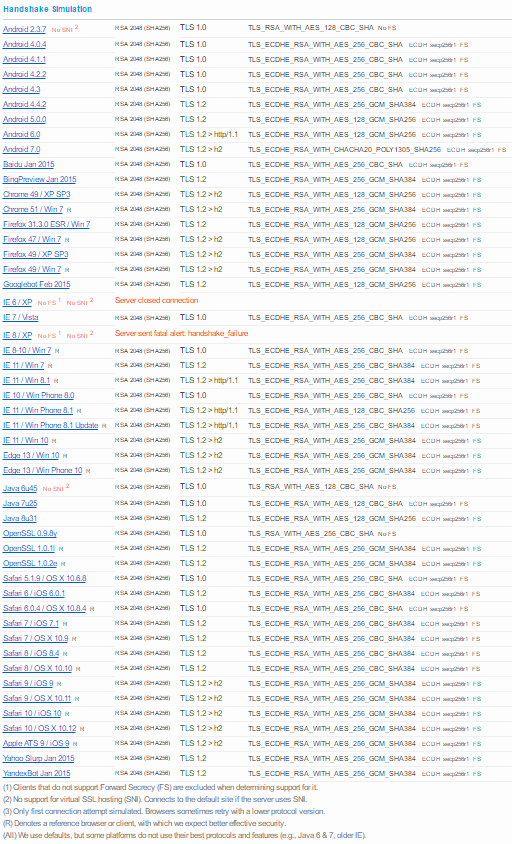 Handshake Simulation
Android 2.3.7 No SNI 2 RSA 2048 (SHA256) TLS 1.0 TLS_RSA_WITH_AES_128_CBC_SHA No FS
Android 4.0.4 RSA 2048 (SHA256) TLS 1.0 TLS_ECDHE_RSA_WITH_AES_256_CBC_SHA ECDH secp256r1 FS
Android 4.1.1 RSA 2048 (SHA256) TLS 1.0 TLS_ECDHE_RSA_WITH_AES_256_CBC_SHA ECDH secp256r1 FS
Android 4.2.2 RSA 2048 (SHA256) TLS 1.0 TLS_ECDHE_RSA_WITH_AES_256_CBC_SHA ECDH secp256r1 FS
Android 4.3 RSA 2048 (SHA256) TLS 1.0 TLS_ECDHE_RSA_WITH_AES_256_CBC_SHA ECDH secp256r1 FS
Android 4.4.2 RSA 2048 (SHA256) TLS 1.2 TLS_ECDHE_RSA_WITH_AES_256_GCM_SHA384 ECDH secp256r1 FS
Android 5.0.0 RSA 2048 (SHA256) TLS 1.2 TLS_ECDHE_RSA_WITH_AES_128_GCM_SHA256 ECDH secp256r1 FS
Android 6.0 RSA 2048 (SHA256) TLS 1.2 > http/1.1 TLS_ECDHE_RSA_WITH_AES_128_GCM_SHA256 ECDH secp256r1 FS
Android 7.0 RSA 2048 (SHA256) TLS 1.2 > h2 TLS_ECDHE_RSA_WITH_CHACHA20_POLY1305_SHA256 ECDH secp256r1 FS
Baidu Jan 2015 RSA 2048 (SHA256) TLS 1.0 TLS_ECDHE_RSA_WITH_AES_256_CBC_SHA ECDH secp256r1 FS
BingPreview Jan 2015 RSA 2048 (SHA256) TLS 1.2 TLS_ECDHE_RSA_WITH_AES_256_GCM_SHA384 ECDH secp256r1 FS
Chrome 49 / XP SP3 RSA 2048 (SHA256) TLS 1.2 > h2 TLS_ECDHE_RSA_WITH_AES_128_GCM_SHA256 ECDH secp256r1 FS
Chrome 51 / Win 7 R RSA 2048 (SHA256) TLS 1.2 > h2 TLS_ECDHE_RSA_WITH_AES_256_GCM_SHA384 ECDH secp256r1 FS
Firefox 31.3.0 ESR / Win 7 RSA 2048 (SHA256) TLS 1.2 TLS_ECDHE_RSA_WITH_AES_128_GCM_SHA256 ECDH secp256r1 FS
Firefox 47 / Win 7 R RSA 2048 (SHA256) TLS 1.2 > h2 TLS_ECDHE_RSA_WITH_AES_128_GCM_SHA256 ECDH secp256r1 FS
Firefox 49 / XP SP3 RSA 2048 (SHA256) TLS 1.2 > h2 TLS_ECDHE_RSA_WITH_AES_256_GCM_SHA384 ECDH secp256r1 FS
Firefox 49 / Win 7 R RSA 2048 (SHA256) TLS 1.2 > h2 TLS_ECDHE_RSA_WITH_AES_256_GCM_SHA384 ECDH secp256r1 FS
Googlebot Feb 2015 RSA 2048 (SHA256) TLS 1.2 TLS_ECDHE_RSA_WITH_AES_128_GCM_SHA256 ECDH secp256r1 FS
IE 6 / XP No FS 1 No SNI 2 Server closed connection
IE 7 / Vista RSA 2048 (SHA256) TLS 1.0 TLS_ECDHE_RSA_WITH_AES_256_CBC_SHA ECDH secp256r1 FS
IE 8 / XP No FS 1 No SNI 2 Server sent fatal alert: handshake_failure
IE 8-10 / Win 7 R RSA 2048 (SHA256) TLS 1.0 TLS_ECDHE_RSA_WITH_AES_256_CBC_SHA ECDH secp256r1 FS
IE 11 / Win 7 R RSA 2048 (SHA256) TLS 1.2 TLS_ECDHE_RSA_WITH_AES_256_CBC_SHA384 ECDH secp256r1 FS
IE 11 / Win 8.1 R RSA 2048 (SHA256) TLS 1.2 > http/1.1 TLS_ECDHE_RSA_WITH_AES_256_CBC_SHA384 ECDH secp256r1 FS
IE 10 / Win Phone 8.0 RSA 2048 (SHA256) TLS 1.0 TLS_ECDHE_RSA_WITH_AES_256_CBC_SHA ECDH secp256r1 FS
IE 11 / Win Phone 8.1 R RSA 2048 (SHA256) TLS 1.2 > http/1.1 TLS_ECDHE_RSA_WITH_AES_128_CBC_SHA256 ECDH secp256r1 FS
IE 11 / Win Phone 8.1 Update R RSA 2048 (SHA256) TLS 1.2 > http/1.1 TLS_ECDHE_RSA_WITH_AES_256_CBC_SHA384 ECDH secp256r1 FS
IE 11 / Win 10 R RSA 2048 (SHA256) TLS 1.2 > h2 TLS_ECDHE_RSA_WITH_AES_256_GCM_SHA384 ECDH secp256r1 FS
Edge 13 / Win 10 R RSA 2048 (SHA256) TLS 1.2 > h2 TLS_ECDHE_RSA_WITH_AES_256_GCM_SHA384 ECDH secp256r1 FS
Edge 13 / Win Phone 10 R RSA 2048 (SHA256) TLS 1.2 > h2 TLS_ECDHE_RSA_WITH_AES_256_GCM_SHA384 ECDH secp256r1 FS
Java 6u45 No SNI 2 RSA 2048 (SHA256) TLS 1.0 TLS_RSA_WITH_AES_128_CBC_SHA No FS
Java 7u25 RSA 2048 (SHA256) TLS 1.0 TLS_ECDHE_RSA_WITH_AES_128_CBC_SHA ECDH secp256r1 FS
Java 8u31 RSA 2048 (SHA256) TLS 1.2 TLS_ECDHE_RSA_WITH_AES_128_GCM_SHA256 ECDH secp256r1 FS
OpenSSL 0.9.8y RSA 2048 (SHA256) TLS 1.0 TLS_RSA_WITH_AES_256_CBC_SHA No FS
OpenSSL 1.0.1l R RSA 2048 (SHA256) TLS 1.2 TLS_ECDHE_RSA_WITH_AES_256_GCM_SHA384 ECDH secp256r1 FS
OpenSSL 1.0.2e R RSA 2048 (SHA256) TLS 1.2 TLS_ECDHE_RSA_WITH_AES_256_GCM_SHA384 ECDH secp256r1 FS
Safari 5.1.9 / OS X 10.6.8 RSA 2048 (SHA256) TLS 1.0 TLS_ECDHE_RSA_WITH_AES_256_CBC_SHA ECDH secp256r1 FS
Safari 6 / iOS 6.0.1 RSA 2048 (SHA256) TLS 1.2 TLS_ECDHE_RSA_WITH_AES_256_CBC_SHA384 ECDH secp256r1 FS
Safari 6.0.4 / OS X 10.8.4 R RSA 2048 (SHA256) TLS 1.0 TLS_ECDHE_RSA_WITH_AES_256_CBC_SHA ECDH secp256r1 FS
Safari 7 / iOS 7.1 R RSA 2048 (SHA256) TLS 1.2 TLS_ECDHE_RSA_WITH_AES_256_CBC_SHA384 ECDH secp256r1 FS
Safari 7 / OS X 10.9 R RSA 2048 (SHA256) TLS 1.2 TLS_ECDHE_RSA_WITH_AES_256_CBC_SHA384 ECDH secp256r1 FS
Safari 8 / iOS 8.4 R RSA 2048 (SHA256) TLS 1.2 TLS_ECDHE_RSA_WITH_AES_256_CBC_SHA384 ECDH secp256r1 FS
Safari 8 / OS X 10.10 R RSA 2048 (SHA256) TLS 1.2 TLS_ECDHE_RSA_WITH_AES_256_CBC_SHA384 ECDH secp256r1 FS
Safari 9 / iOS 9 R RSA 2048 (SHA256) TLS 1.2 > h2 TLS_ECDHE_RSA_WITH_AES_256_GCM_SHA384 ECDH secp256r1 FS
Safari 9 / OS X 10.11 R RSA 2048 (SHA256) TLS 1.2 > h2 TLS_ECDHE_RSA_WITH_AES_256_GCM_SHA384 ECDH secp256r1 FS
Safari 10 / iOS 10 R RSA 2048 (SHA256) TLS 1.2 > h2 TLS_ECDHE_RSA_WITH_AES_256_GCM_SHA384 ECDH secp256r1 FS
Safari 10 / OS X 10.12 R RSA 2048 (SHA256) TLS 1.2 > h2 TLS_ECDHE_RSA_WITH_AES_256_GCM_SHA384 ECDH secp256r1 FS
Apple ATS 9 / iOS 9 R RSA 2048 (SHA256) TLS 1.2 > h2 TLS_ECDHE_RSA_WITH_AES_256_GCM_SHA384 ECDH secp256r1 FS
Yahoo Slurp Jan 2015 RSA 2048 (SHA256) TLS 1.2 TLS_ECDHE_RSA_WITH_AES_256_GCM_SHA384 ECDH secp256r1 FS
YandexBot Jan 2015 RSA 2048 (SHA256) TLS 1.2 TLS_ECDHE_RSA_WITH_AES_256_GCM_SHA384 ECDH secp256r1 FS
(1) Clients that do not support Forward Secrecy (FS) are excluded when determining support for it.
(2) No support for virtual SSL hosting (SNI). Connects to the default site if the server uses SNI.
(3) Only first connection attempt simulated. Browsers sometimes retry with a lower protocol version.
(R) Denotes a reference browser or client, with which we expect better effective security.
(All) We use defaults, but some platforms do not use their best protocols and features (e.g., Java 6 & 7, older IE).